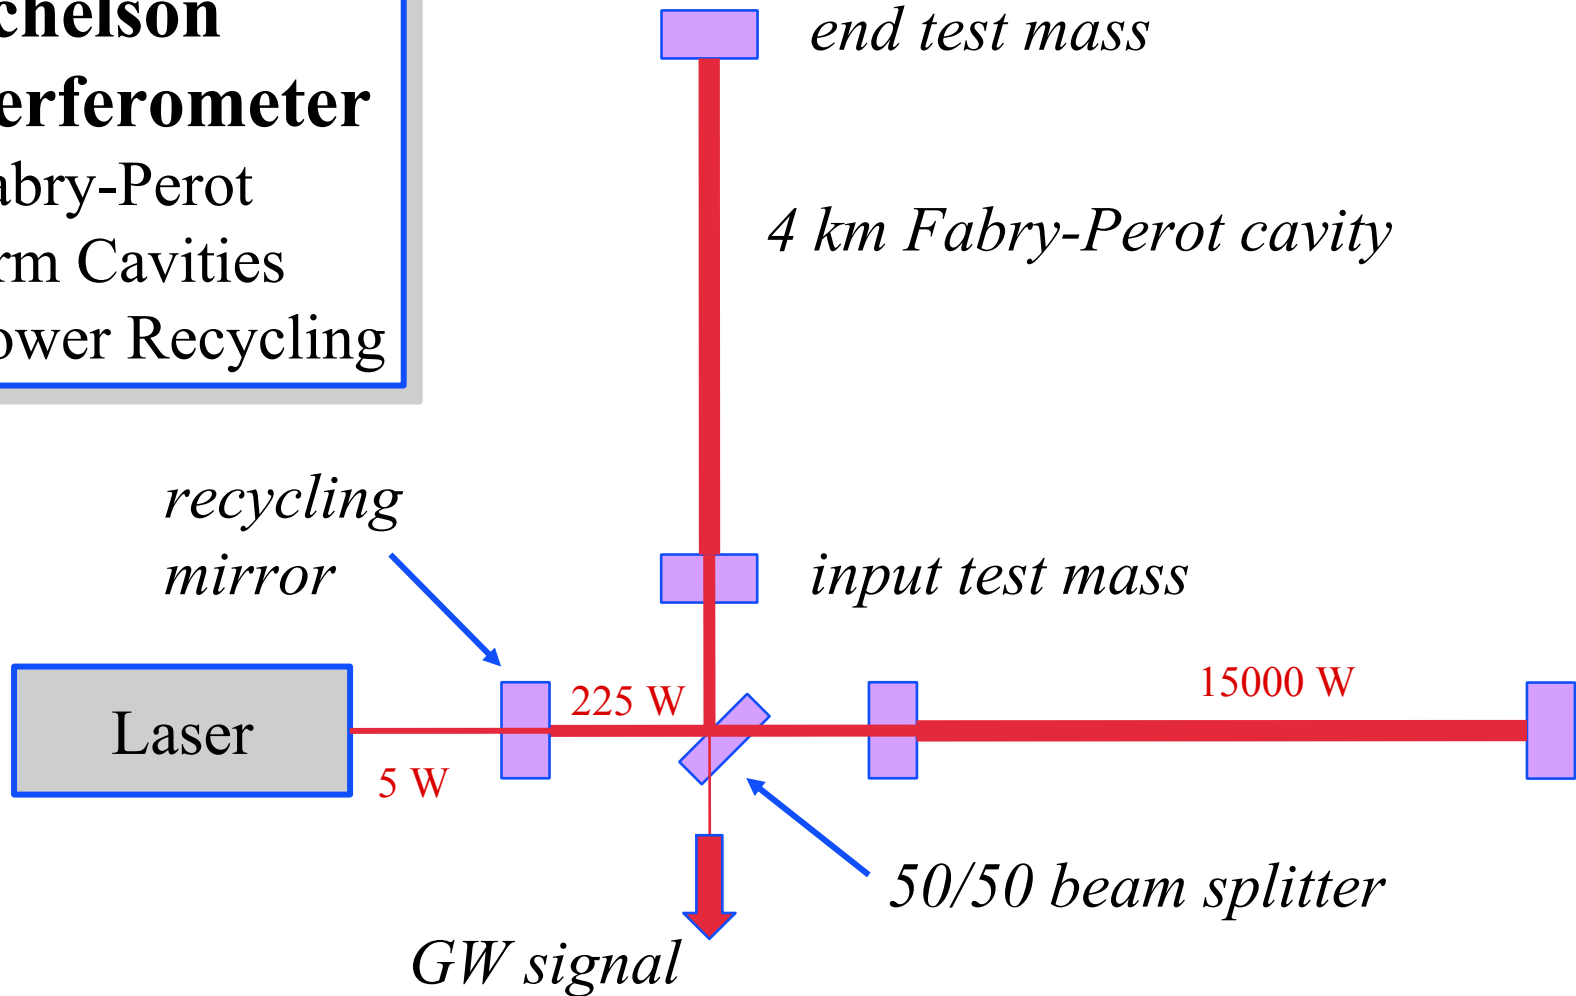 chelson
erferometer
abry-Perot
rm Cavities
ower Recycling
end test mass
4 km Fabry-Perot cavity
recycling
mirror
input test mass
Laser
5 W
225 W
15000 W
50/50 beam splitter
GW signal